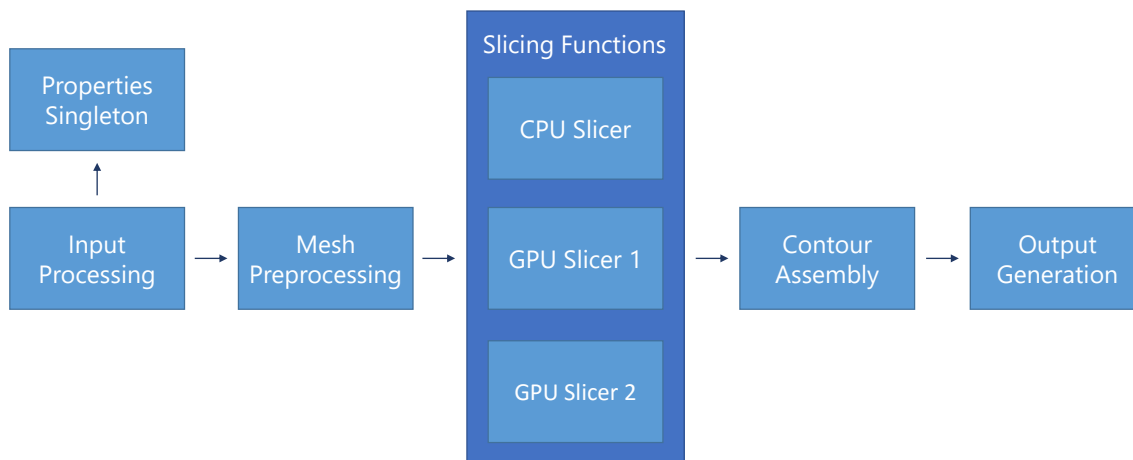 Properties
Singleton
Input
Processing
Mesh
Preprocessing
Slicing Functions
CPU Slicer
GPU Slicer 1
GPU Slicer 2
Contour
Assembly
Output
Generation